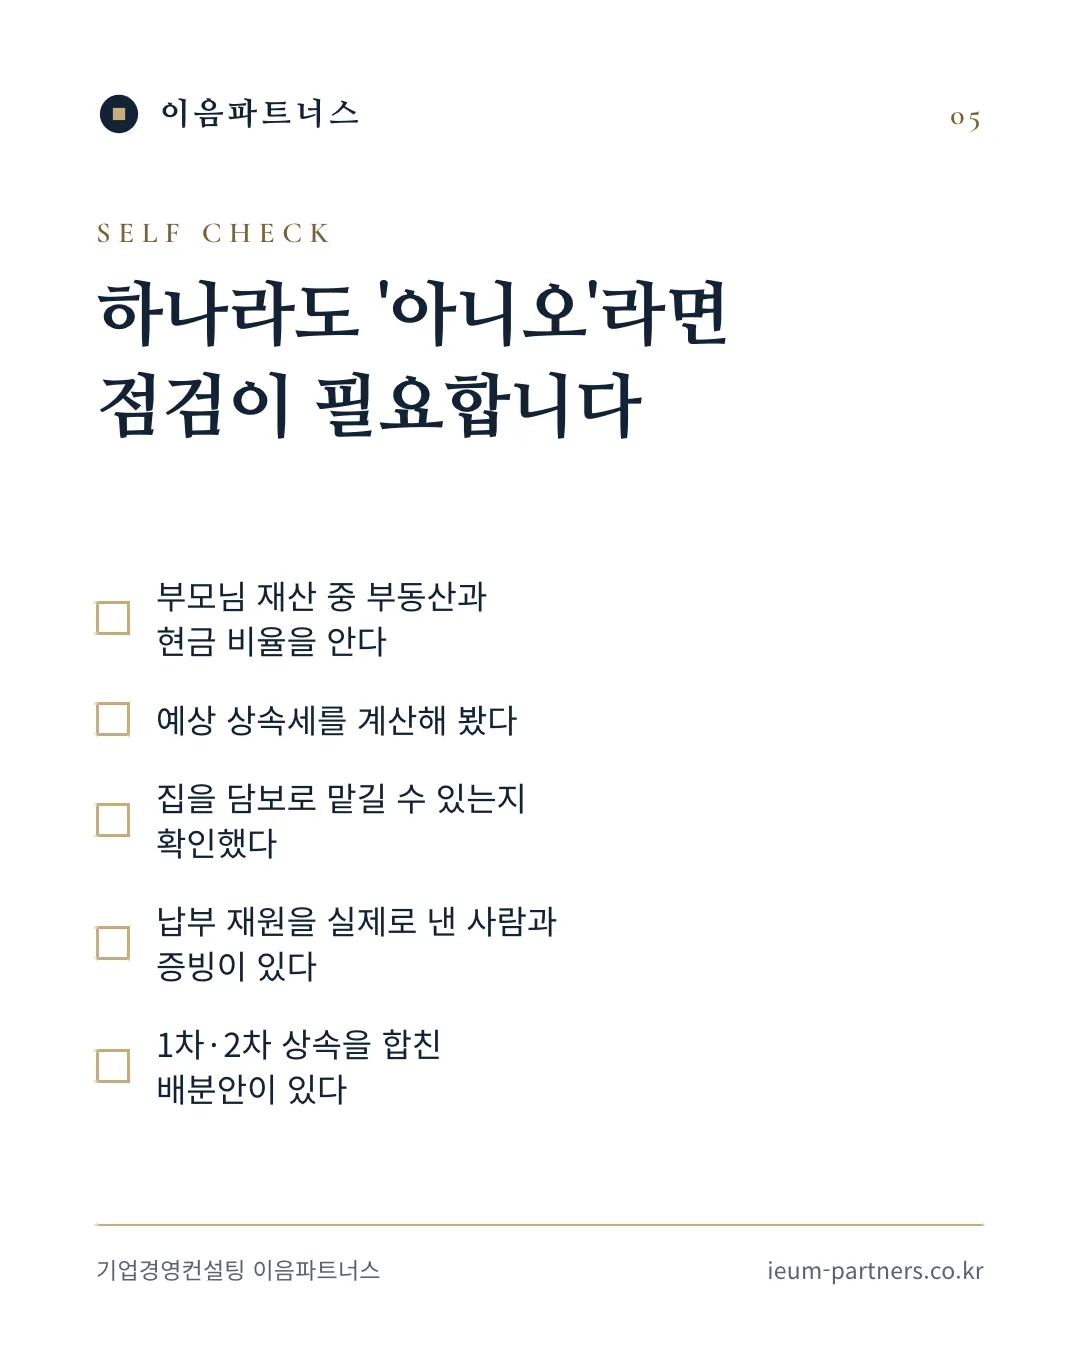 이음파트너스
05
SELF CHECK
하나라도 '아니오'라면
점검이 필요합니다
부모님 재산 중 부동산과
현금 비율을 안다
예상 상속세를 계산해 봤다
집을 담보로 맡길 수 있는지
확인했다
납부 재원을 실제로 낸 사람과
증빙이 있다
1차·2차 상속을 합친
배분안이 있다
기업경영컨설팅 이음파트너스
ieum-partners.co.kr